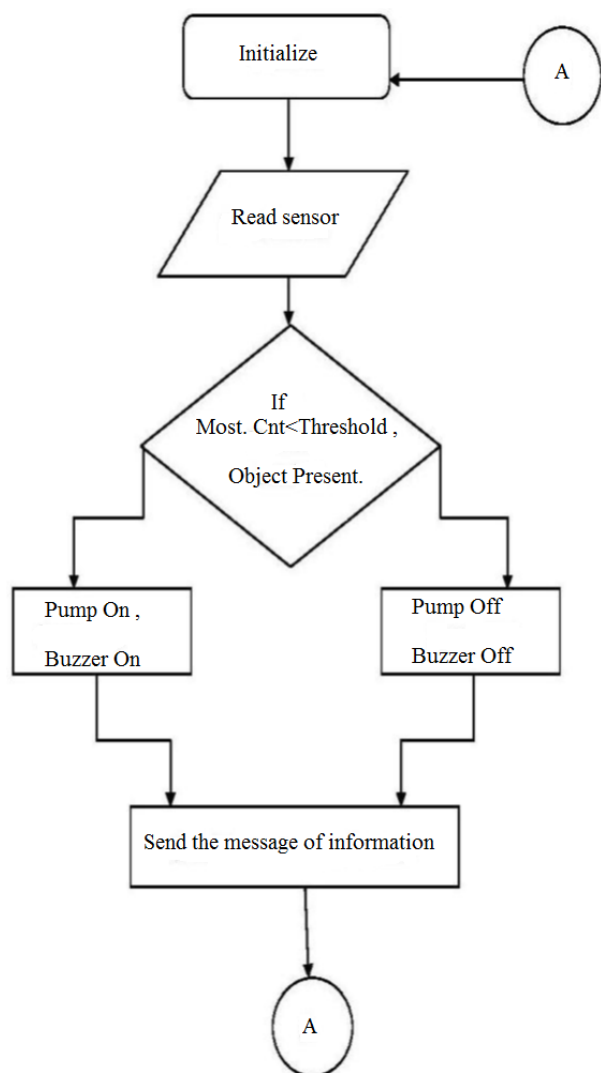 Initialize
A
Read sensor
If
Most. Cnt<Threshold ,
Object Present.
Pump On ,
Buzzer On
Pump Off
Buzzer Off
Send the message of information
A